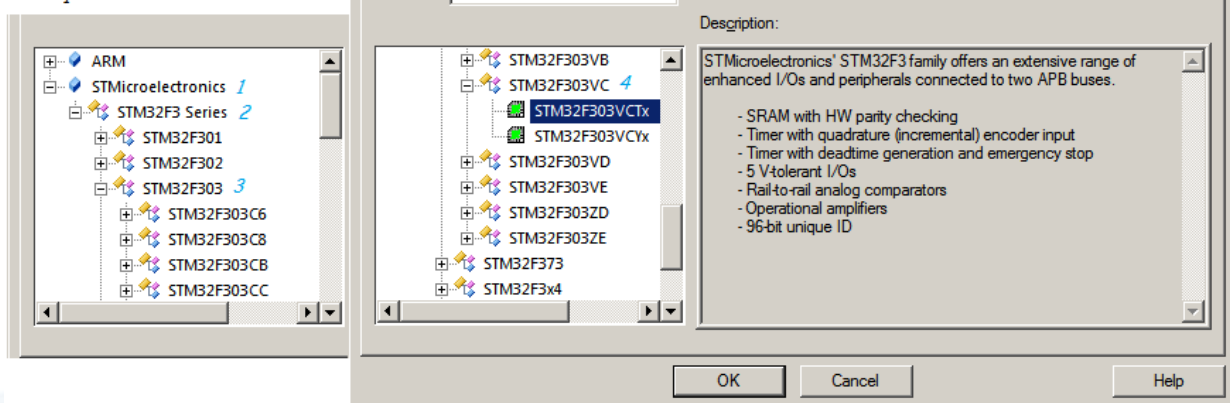 ARM
STMicroelectronics 1
STM32F3 Series 2
STM32F301
STM32F302
STM32F303 3
STM32F303C6
STM32F303C8
STM32F303CB
STM32F303CC
STM32F303VB
STM32F303VC 4
STM32F303VCTx
STM32F303VCYx
STM32F303VD
STM32F303VE
STM32F303ZD
STM32F303ZE
STM32F373
STM32F3x4
Description:
STMicroelectronics' STM32F3 family offers an extensive range of
enhanced I/Os and peripherals connected to two APB buses.
- SRAM with HW parity checking
- Timer with quadrature (incremental) encoder input
- Timer with deadtime generation and emergency stop
- 5 V-tolerant I/Os
- Rail-to-rail analog comparators
- Operational amplifiers
- 96-bit unique ID
OK
Cancel
Help